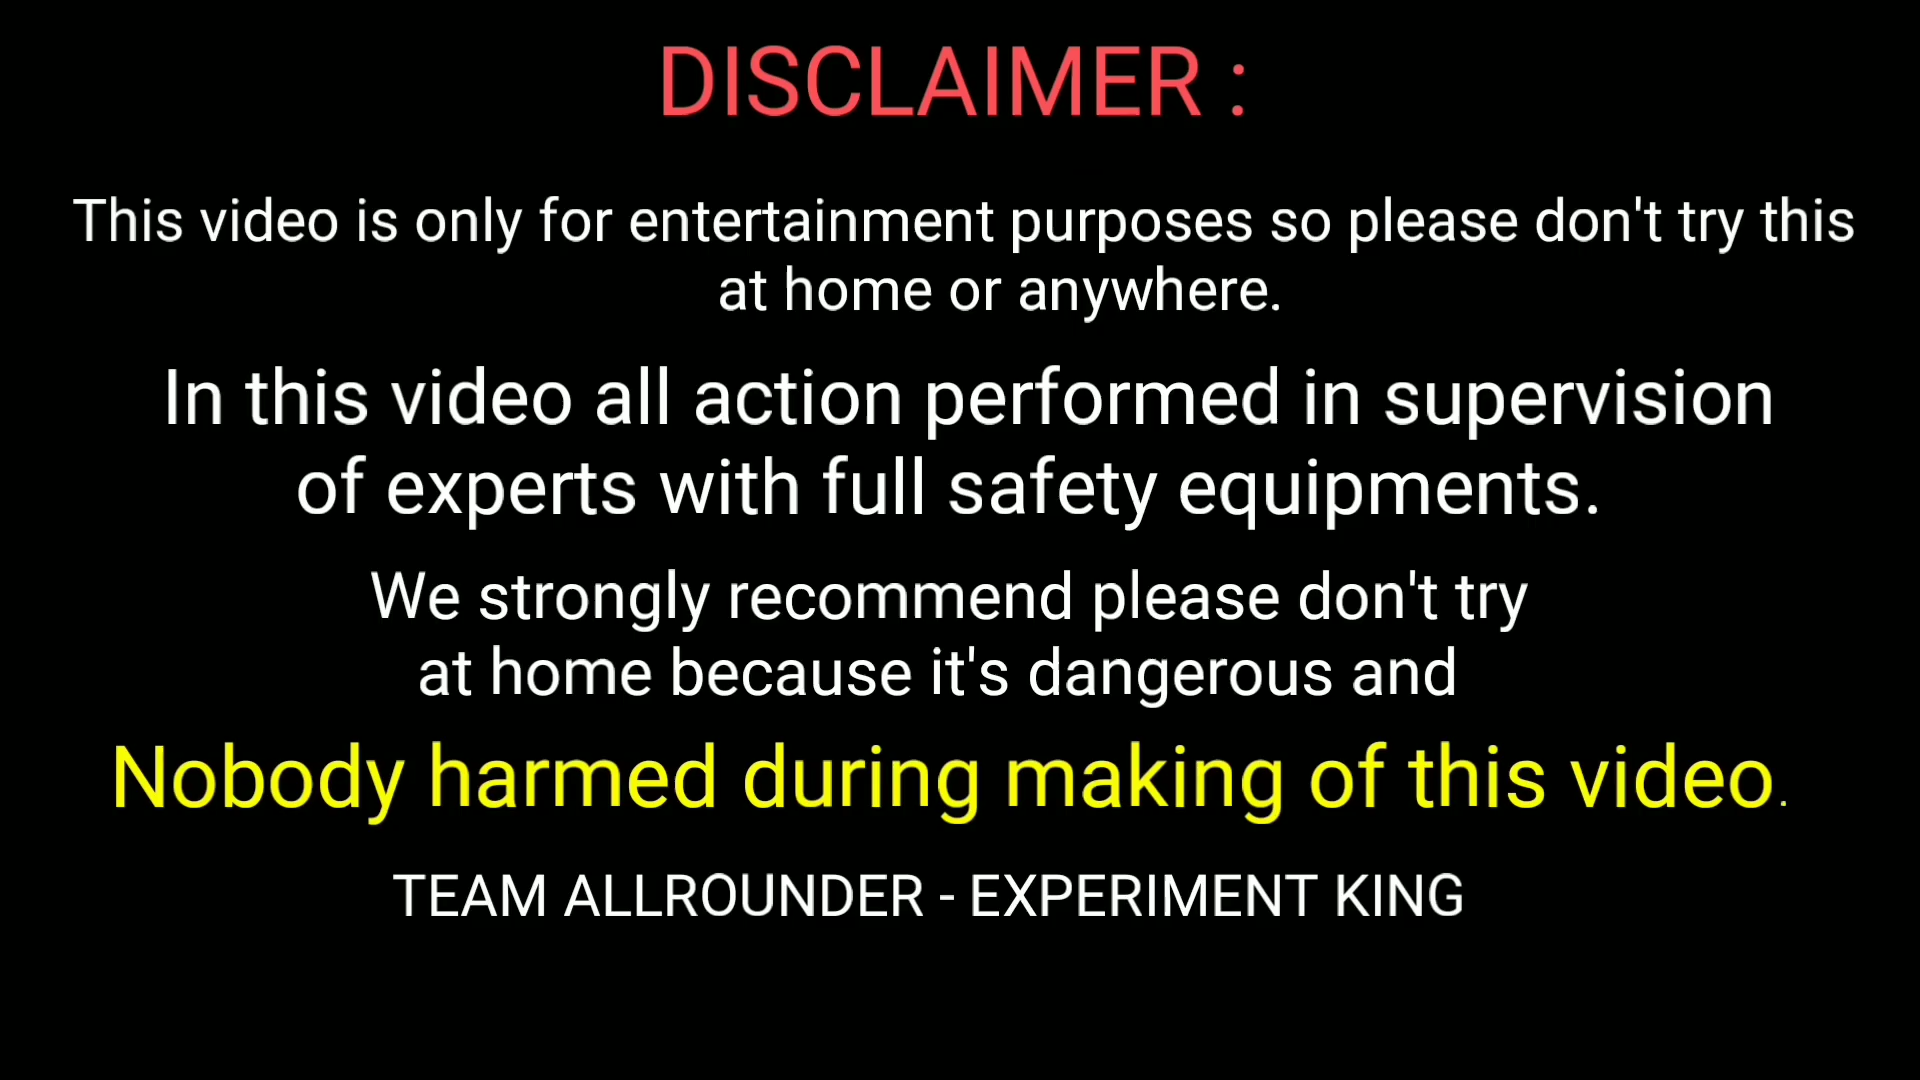 DISCLAIMER :
This video is only for entertainment purposes so please don't try this
at home or anywhere.
In this video all action performed in supervision
of experts with full safety equipments.
We strongly recommend please don't try
at home because it's dangerous and
Nobody harmed during making of this video.
TEAM ALLROUNDER - EXPERIMENT KING